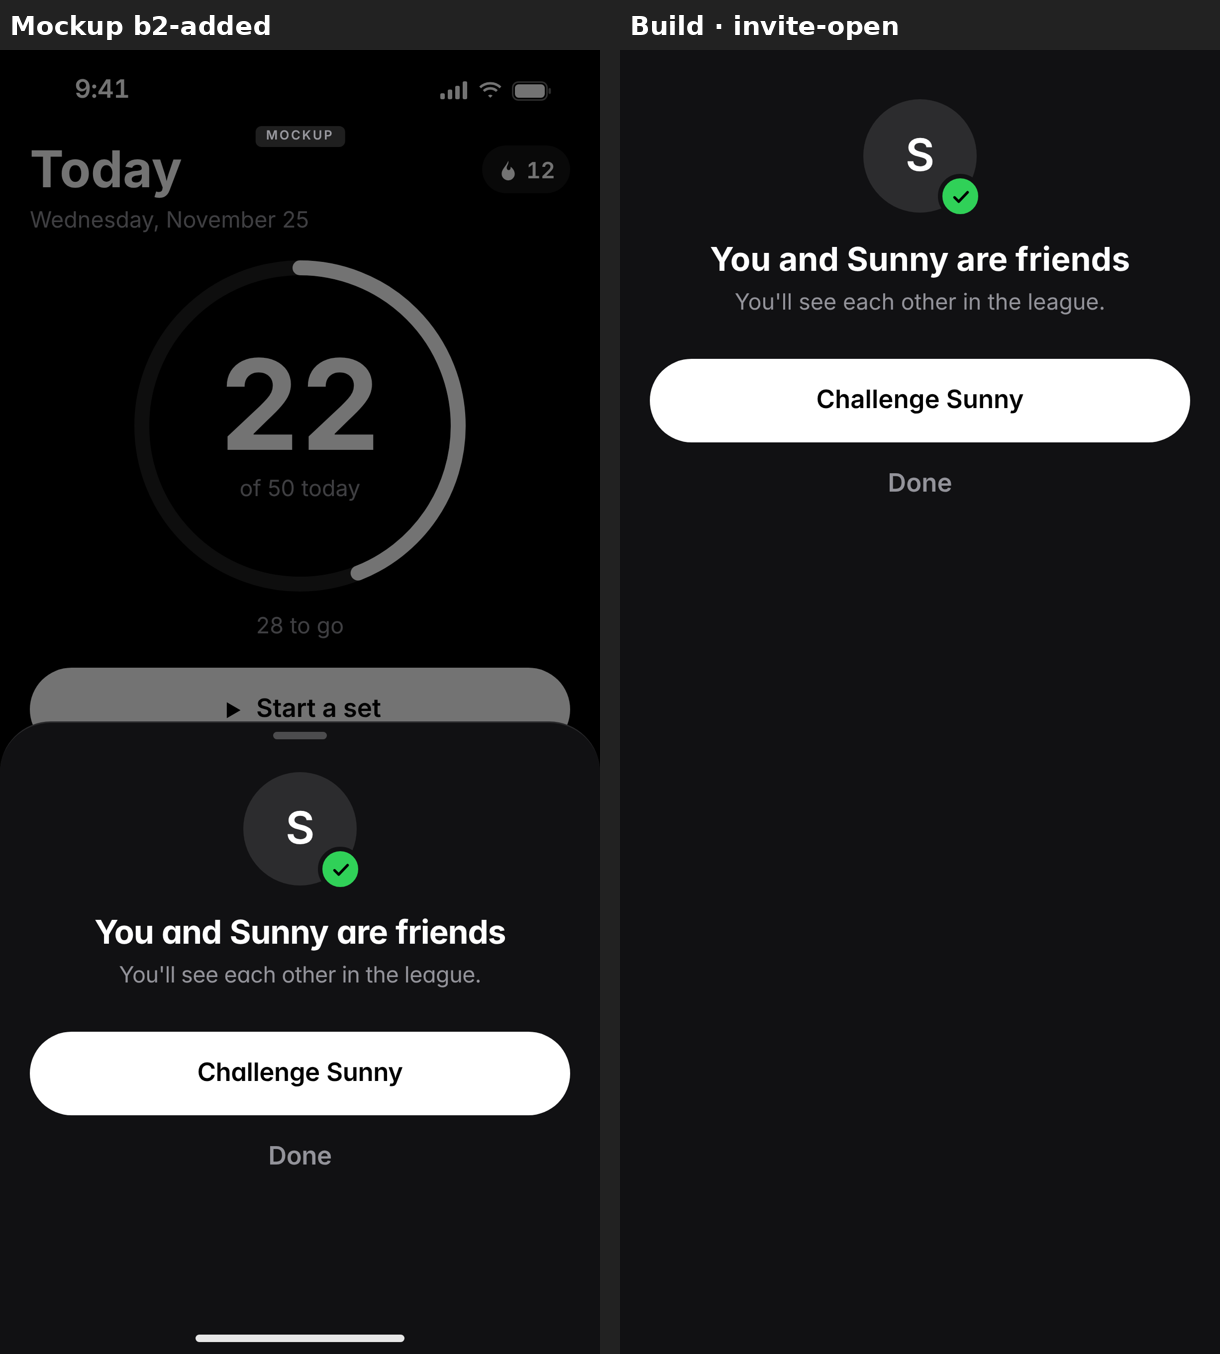 Mockup b2-added
9:41
MOCKUP
Today
12
Wednesday, November 25
22
of 50 today
28 to go
Start a set
S
You and Sunny are friends
You'll see each other in the league.
Challenge Sunny
Done
Build · invite-open
S
You and Sunny are friends
You'll see each other in the league.
Challenge Sunny
Done